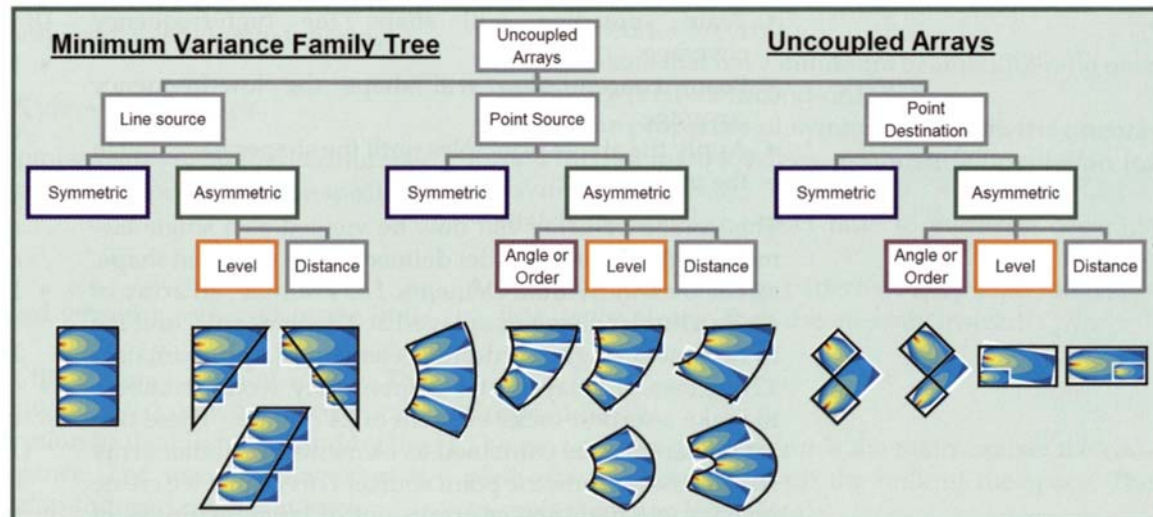 Minimum Variance Family Tree
Uncoupled
Arrays
Uncoupled Arrays
Line source
Point Source
Point
Destination
Symmetric
Asymmetric
Symmetric
Asymmetric
Symmetric
Asymmetric
Level
Distance
Angle or
Order
Level
Distance
Angle or
Order
Level
Distance